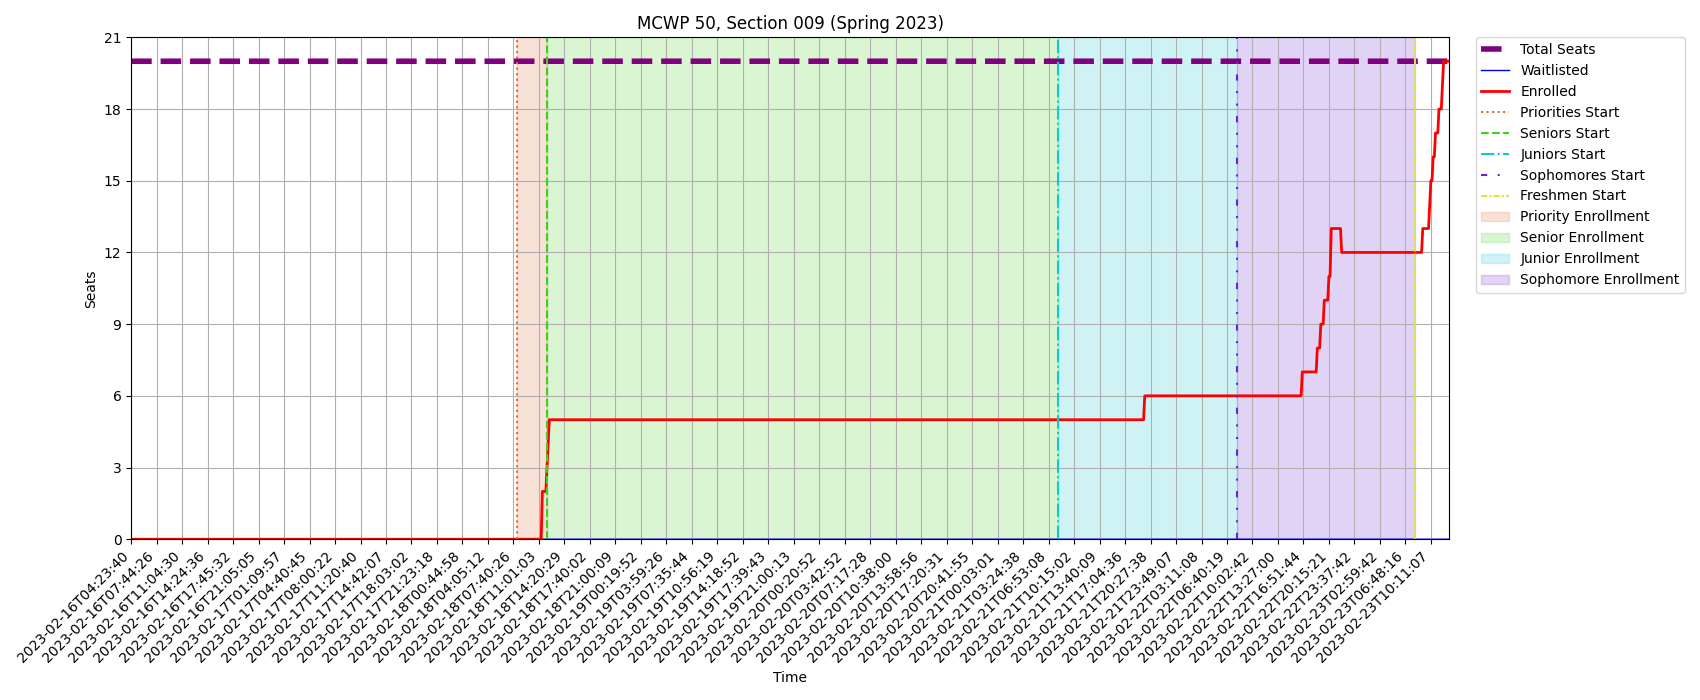 MCWP 50, Section 009 (Spring 2023)
Seats
21
18
15
12
9
6
3
0
2023-02-16T04:23:40
2023-02-16T07:44:26
2023-02-16T11:04:30
2023-02-16T14:24:36
2023-02-16T17:45:32
2023-02-16T21:05:05
2023-02-17T01:09:57
2023-02-17T04:40:45
2023-02-17T08:00:22
2023-02-17T11:20:40
2023-02-17T14:42:07
2023-02-17T18:03:02
2023-02-17T21:23:18
2023-02-18T00:44:58
2023-02-18T04:05:12
2023-02-18T07:40:26
2023-02-18T11:01:03
2023-02-18T14:20:29
2023-02-18T17:40:02
2023-02-18T21:00:09
2023-02-19T00:19:52
2023-02-19T03:59:26
2023-02-19T07:35:44
2023-02-19T10:56:19
2023-02-19T14:18:52
2023-02-19T17:39:43
2023-02-19T21:00:13
2023-02-20T00:20:52
2023-02-20T03:42:52
2023-02-20T07:17:28
2023-02-20T10:38:00
2023-02-20T13:58:56
2023-02-20T17:20:31
2023-02-20T20:41:55
2023-02-21T00:03:01
2023-02-21T03:24:38
2023-02-21T06:53:08
2023-02-21T10:15:02
2023-02-21T13:40:09
2023-02-21T17:04:36
2023-02-21T20:27:38
2023-02-21T23:49:07
2023-02-22T03:11:08
2023-02-22T06:40:19
2023-02-22T10:02:42
2023-02-22T13:27:00
2023-02-22T16:51:44
2023-02-22T20:15:21
2023-02-22T23:37:42
2023-02-23T02:59:42
2023-02-23T06:48:16
2023-02-23T10:11:07
Time
Total Seats
Waitlisted
Enrolled
Priorities Start
Seniors Start
Juniors Start
Sophomores Start
Freshmen Start
Priority Enrollment
Senior Enrollment
Junior Enrollment
Sophomore Enrollment